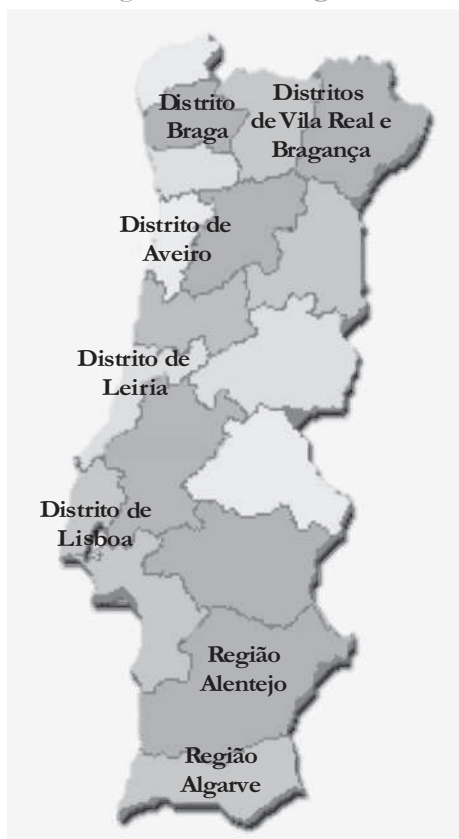 Distrito
Braga
Distritos
de Vila Real e
Bragança
Distrito de
Aveiro
Distrito de
Leiria
Distrito de
Lisboa
Região
Alentejo
Região
Algarve